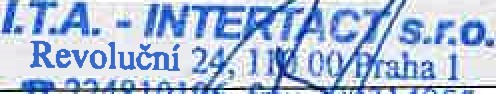 I.T.A. - INTERTACT s.r.o.
Revoluční 24, 110 00 Praha 1